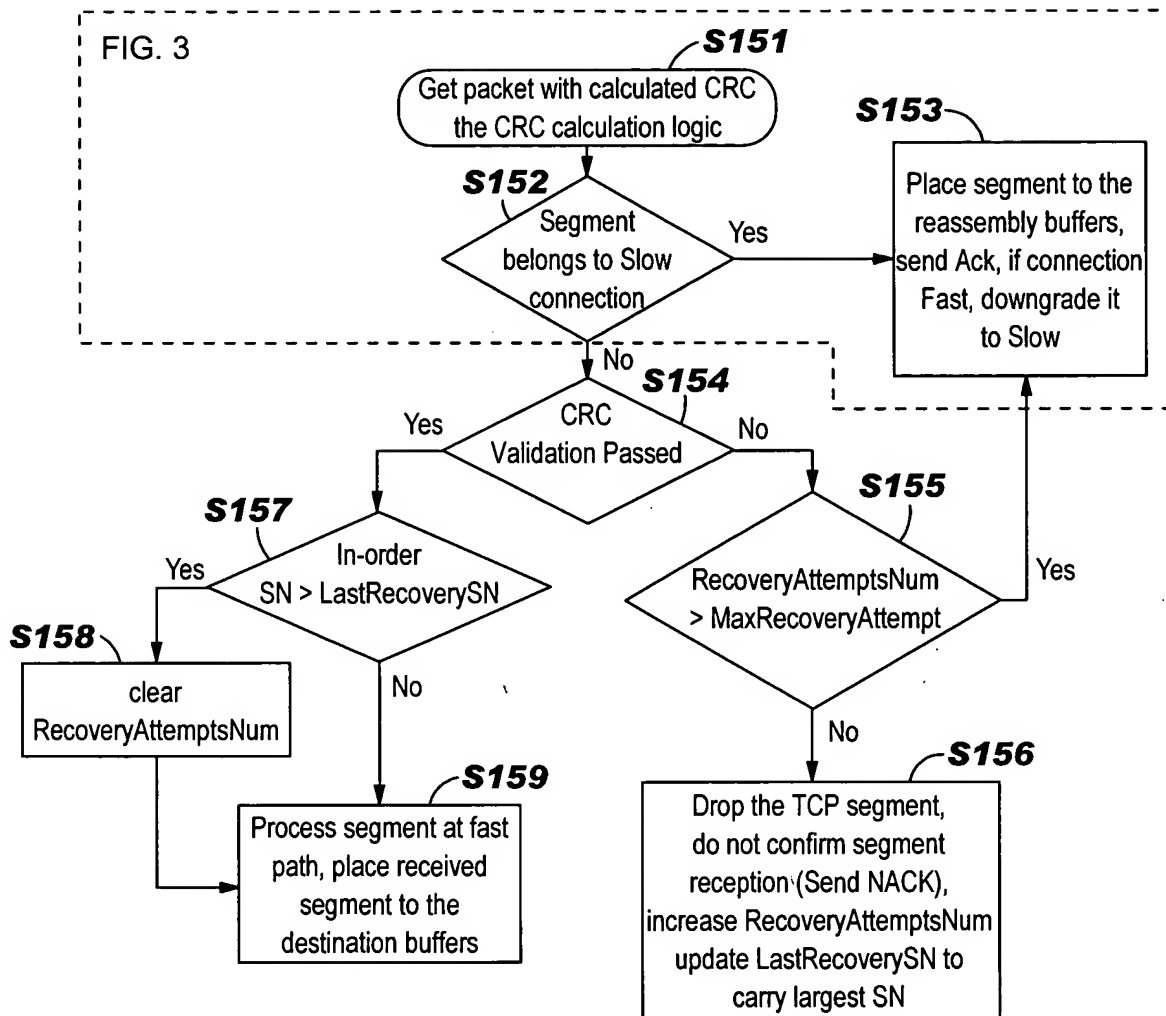 FIG. 3
S151
Get packet with calculated CRC
the CRC calculation logic
S152
Segment
belongs to Slow
connection
Yes
S153
Place segment to the
reassembly buffers,
send Ack, if connection
Fast, downgrade it
to Slow
No
S154
CRC
Validation Passed
Yes
No
S157
In-order
SN > LastRecoverySN
Yes
S155
RecoveryAttemptsNum
> MaxRecoveryAttempt
Yes
S158
clear
RecoveryAttemptsNum
No
No
S159
Process segment at fast
path, place received
segment to the
destination buffers
S156
Drop the TCP segment,
do not confirm segment
reception (Send NACK),
increase RecoveryAttemptsNum
update LastRecoverySN to
carry largest SN